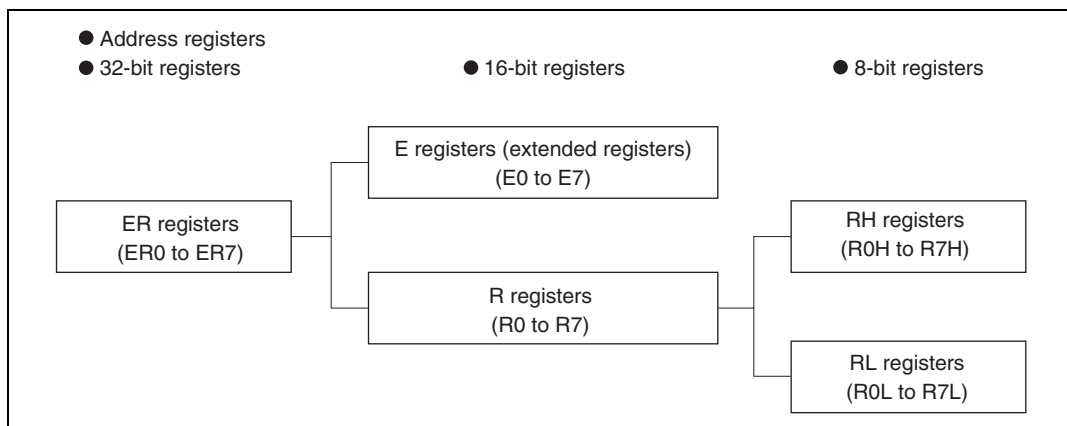 ● Address registers
● 32-bit registers
● 16-bit registers
● 8-bit registers
E registers (extended registers)
(E0 to E7)
ER registers
(ER0 to ER7)
RH registers
(R0H to R7H)
R registers
(R0 to R7)
RL registers
(R0L to R7L)